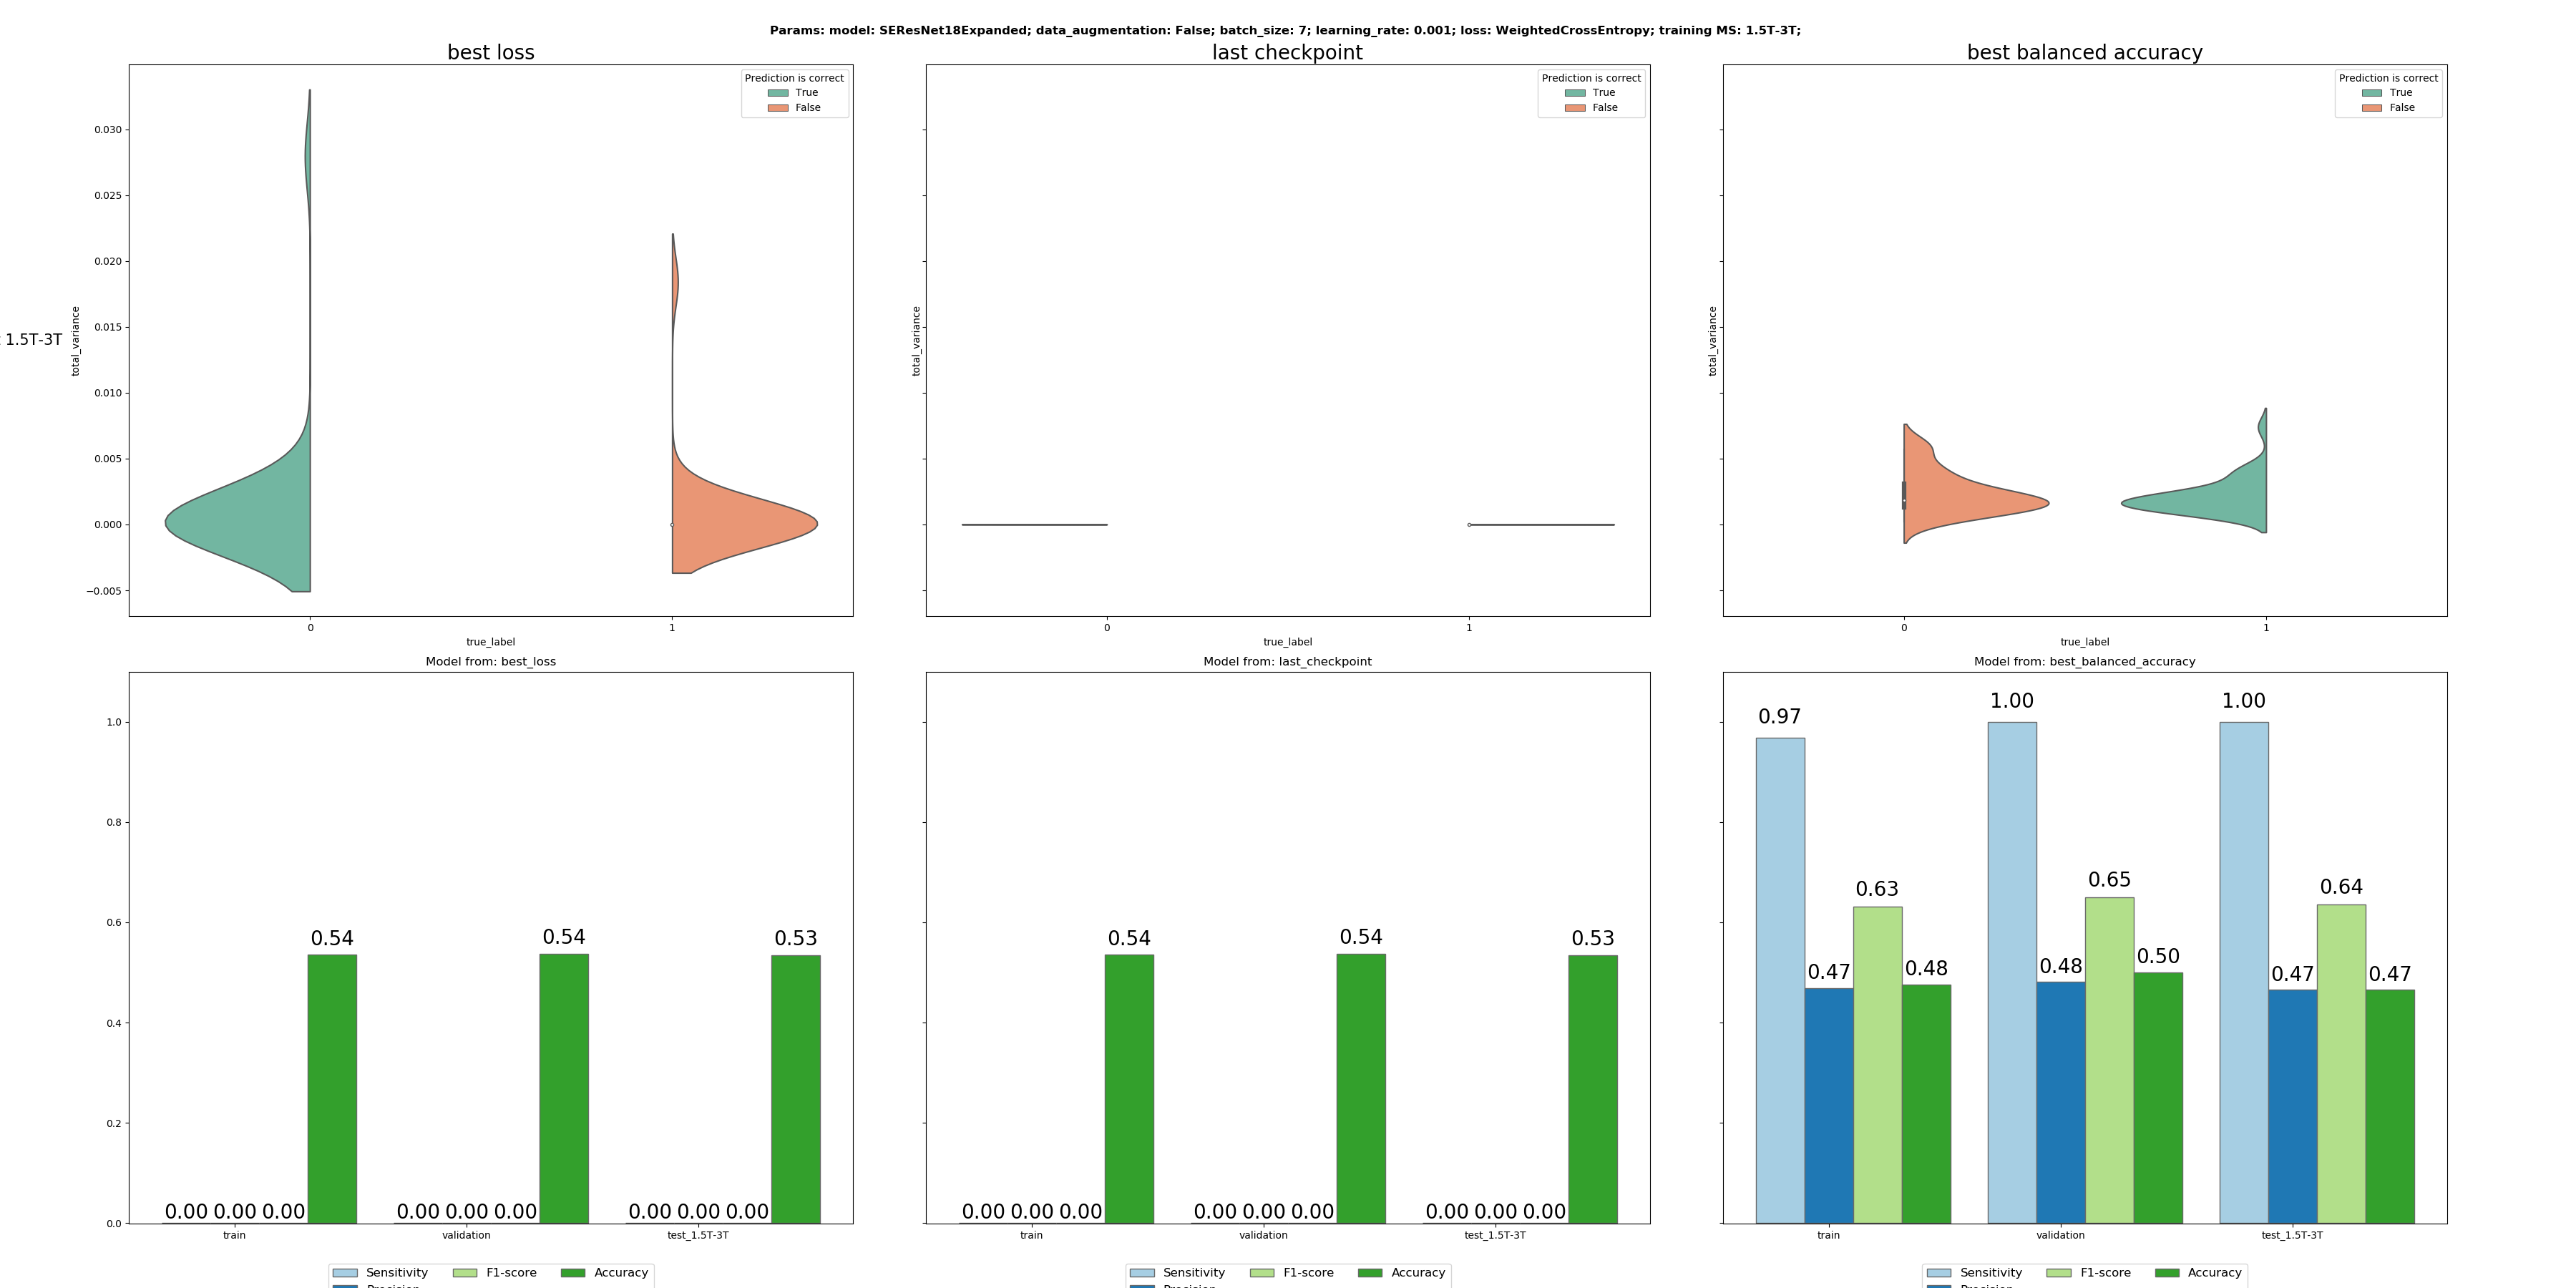 Params: model: SEResNet18Expanded; data_augmentation: False; batch_size: 7; learning_rate: 0.001; loss: WeightedCrossEntropy; training MS: 1.5T-3T;
best loss
last checkpoint
best balanced accuracy
Prediction is correct
True
False
Prediction is correct
True
False
Prediction is correct
True
False
0.030
0.025
0.020
0.015
0.010
0.005
0.000
−0.005
: 1.5T-3T
total_variance
total_variance
total_variance
0 1
0 1
0 1
true_label
true_label
true_label
Model from: best_loss
Model from: last_checkpoint
Model from: best_balanced_accuracy
1.0
0.8
0.6
0.4
0.2
0.0
0.00 0.00 0.00 0.54
0.00 0.00 0.00 0.54
0.00 0.00 0.00 0.53
train validation test_1.5T-3T
0.00 0.00 0.00 0.54
0.00 0.00 0.00 0.54
0.00 0.00 0.00 0.53
train validation test_1.5T-3T
0.97 0.47 0.63 0.48
1.00 0.48 0.65 0.50
1.00 0.47 0.64 0.47
train validation test_1.5T-3T
Sensitivity F1-score Accuracy
Sensitivity F1-score Accuracy
Sensitivity F1-score Accuracy